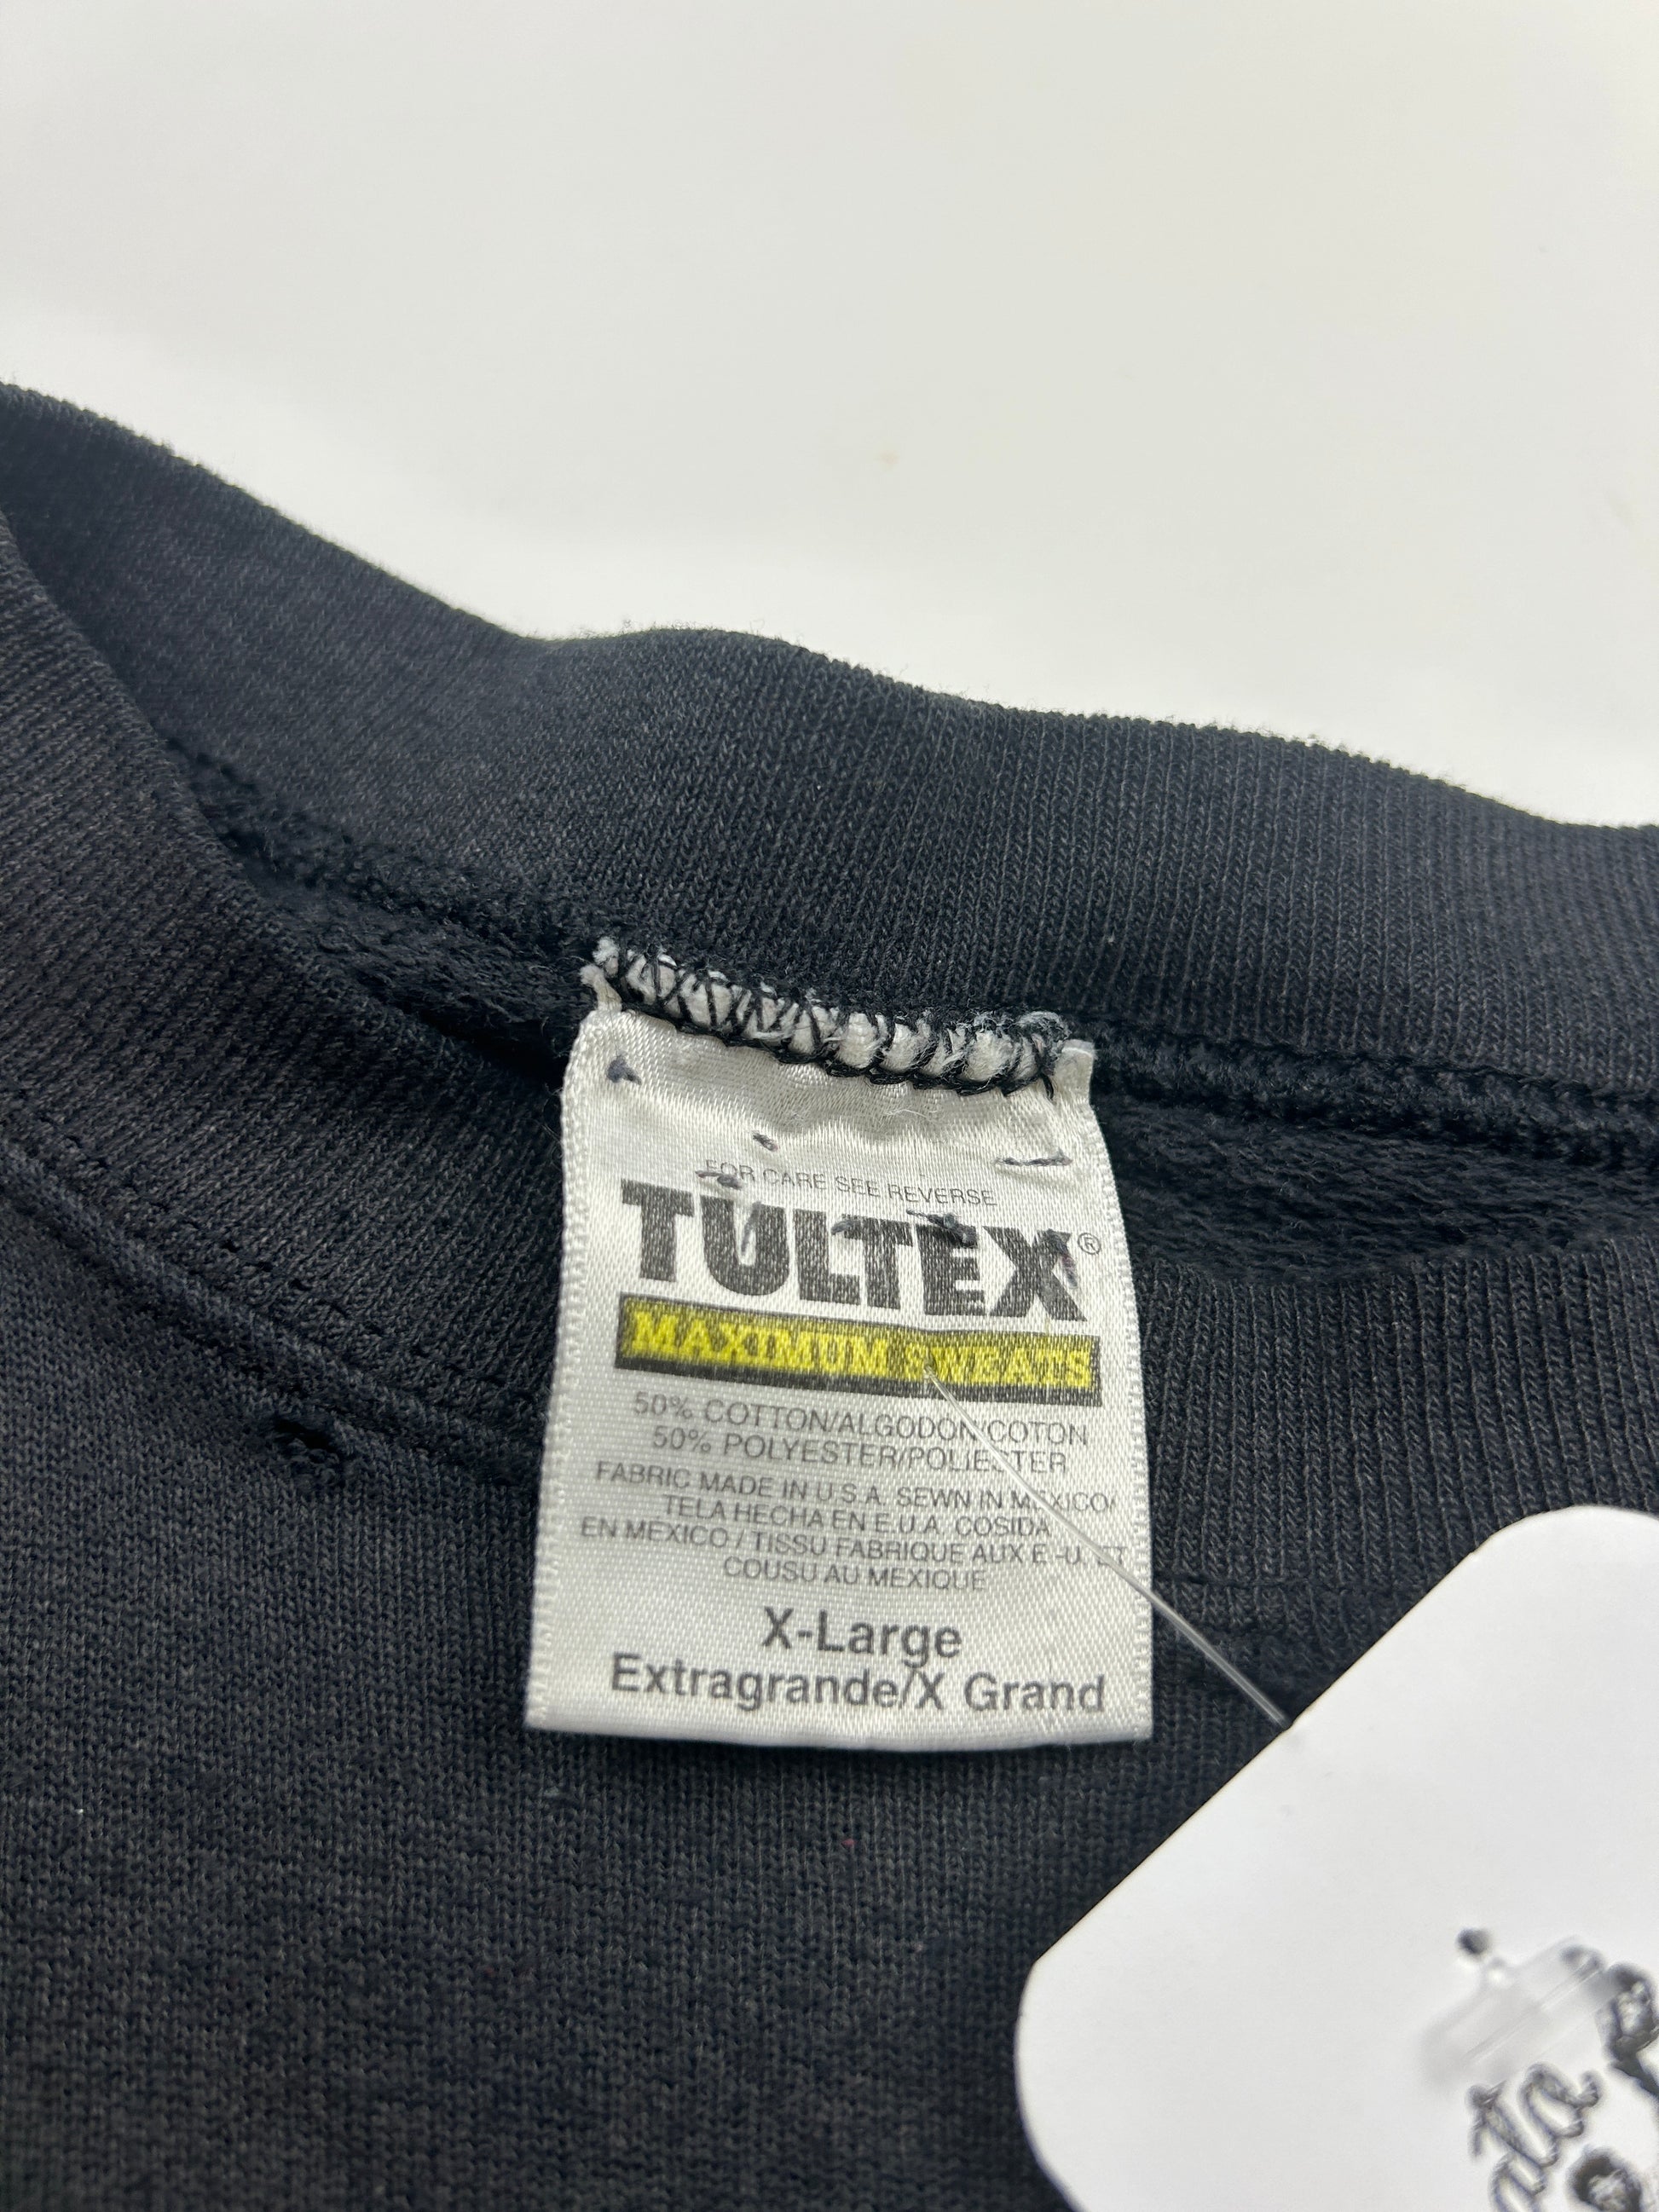 FOR CARE SEE REVERSE
TULTEX®
MAXIMUM SWEATS
50% COTTON/ALGODON/COTON
50% POLYESTER/POLIESTER
FABRIC MADE IN U.S.A. SEWN IN MEXICO/
TELA HECHA EN E.U.A. COSIDA
EN MEXICO / TISSU FABRIQUE AUX E.-U. ET
COUSU AU MEXIQUE
X-Large
Extragrande/X Grand